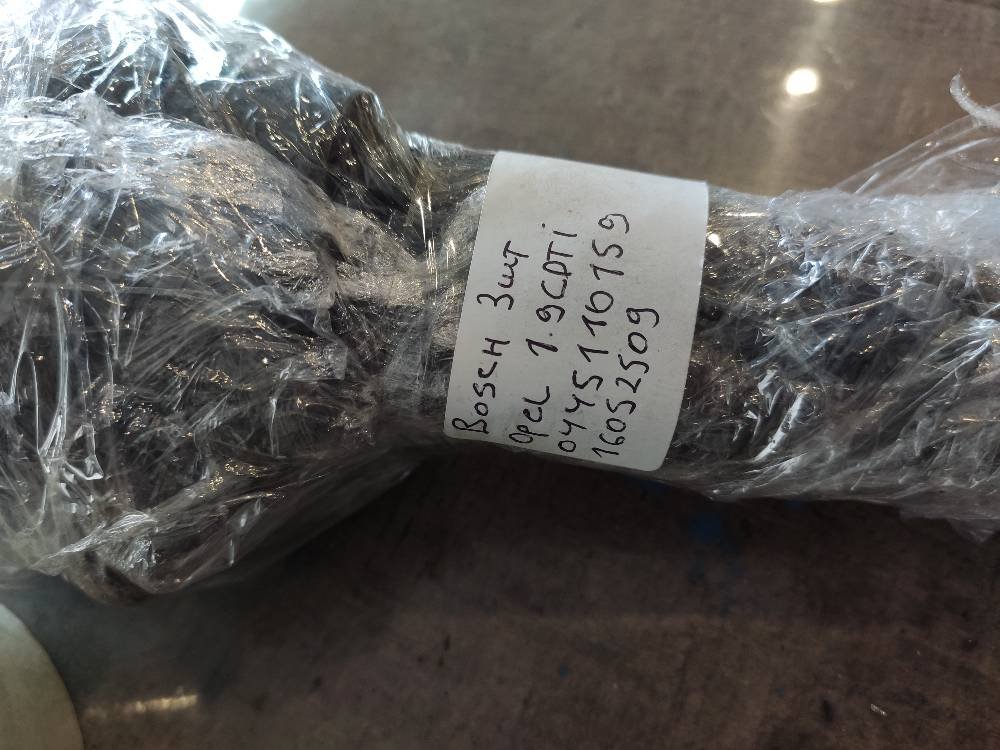 Bosch 3шт
Opel 1.9CDTi
0445110159
16052509